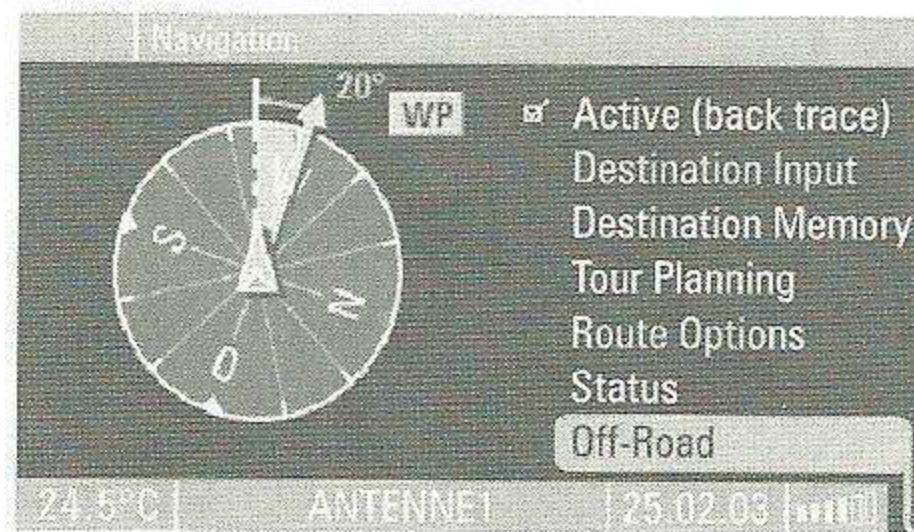 Navigation
20°
WP
Active (back trace)
Destination Input
Destination Memory
Tour Planning
Route Options
Status
Off-Road
S
N
O
24.5°C
ANTENNE1
25.02.03